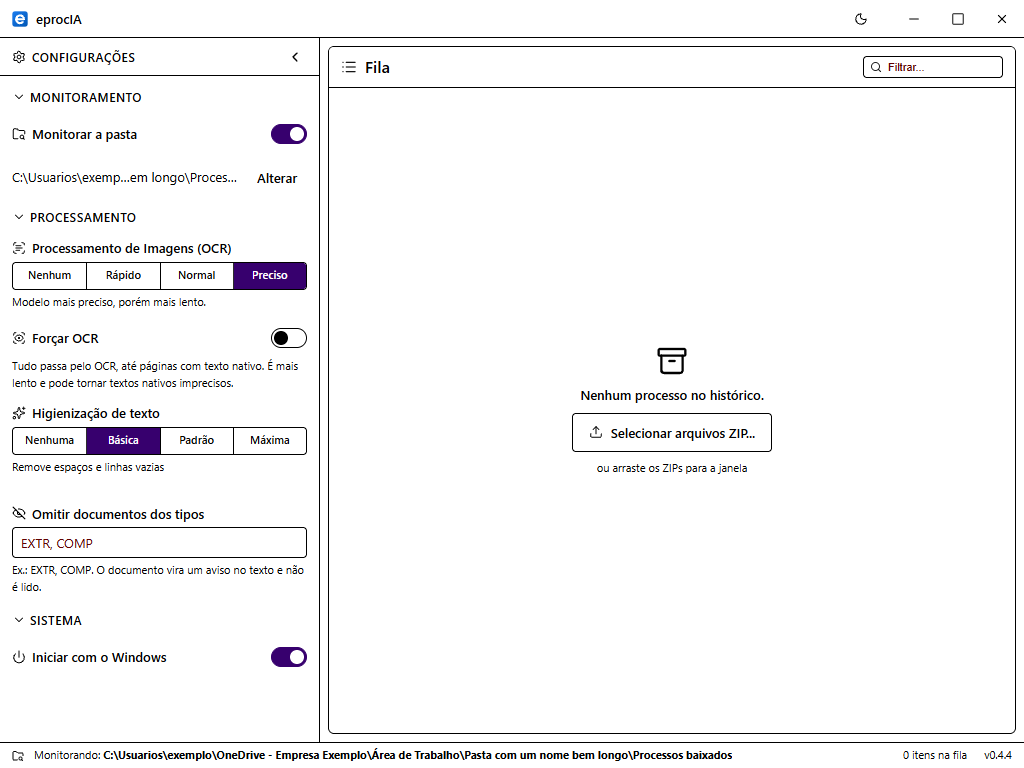 eprocIA
CONFIGURAÇÕES
MONITORAMENTO
Monitorar a pasta
C:\Usuarios\exemp...em longo\Proces...
Alterar
PROCESSAMENTO
Processamento de Imagens (OCR)
Nenhum
Rápido
Normal
Preciso
Modelo mais preciso, porém mais lento.
Forçar OCR
Tudo passa pelo OCR, até páginas com texto nativo. É mais
lento e pode tornar textos nativos imprecisos.
Higienização de texto
Nenhuma
Básica
Padrão
Máxima
Remove espaços e linhas vazias
Omitir documentos dos tipos
EXTR, COMP
Ex.: EXTR, COMP. O documento vira um aviso no texto e não
é lido.
SISTEMA
Iniciar com o Windows
Fila
Filtrar...
Nenhum processo no histórico.
Selecionar arquivos ZIP...
ou arraste os ZIPs para a janela
Monitorando: C:\Usuarios\exemplo\OneDrive - Empresa Exemplo\Área de Trabalho\Pasta com um nome bem longo\Processos baixados
0 itens na fila
v0.4.4